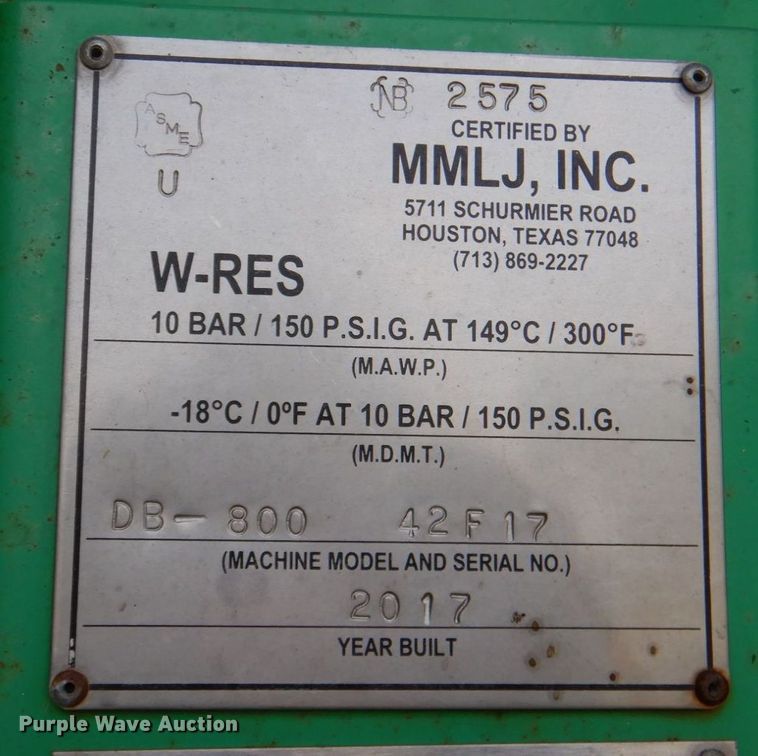 ASME
U
NB 2575
CERTIFIED BY
MMLJ, INC.
5711 SCHURMIER ROAD
HOUSTON, TEXAS 77048
(713) 869-2227
W-RES
10 BAR / 150 P.S.I.G. AT 149°C / 300°F
(M.A.W.P.)
-18°C / 0ºF AT 10 BAR / 150 P.S.I.G.
(M.D.M.T.)
DB-800 42F17
(MACHINE MODEL AND SERIAL NO.)
2017
YEAR BUILT
Purple Wave Auction